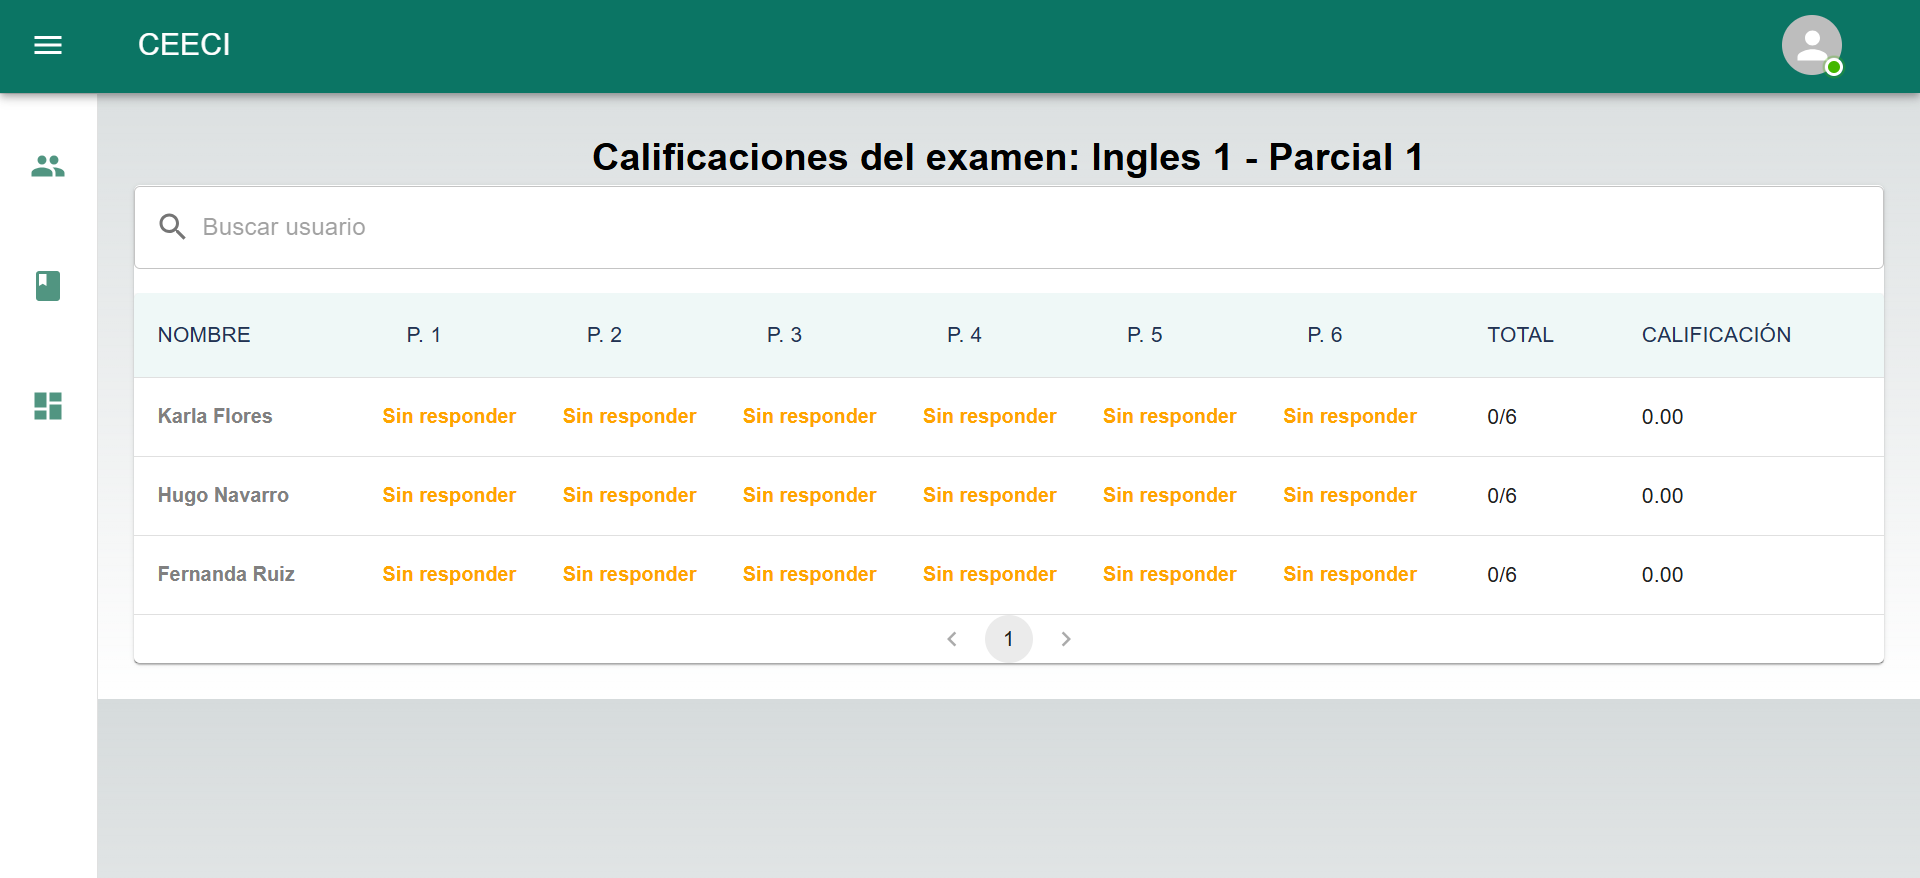 CEECI
Calificaciones del examen: Ingles 1 - Parcial 1
Buscar usuario
NOMBRE P. 1 P. 2 P. 3 P. 4 P. 5 P. 6 TOTAL CALIFICACIÓN
Karla Flores Sin responder Sin responder Sin responder Sin responder Sin responder Sin responder 0/6 0.00
Hugo Navarro Sin responder Sin responder Sin responder Sin responder Sin responder Sin responder 0/6 0.00
Fernanda Ruiz Sin responder Sin responder Sin responder Sin responder Sin responder Sin responder 0/6 0.00
1